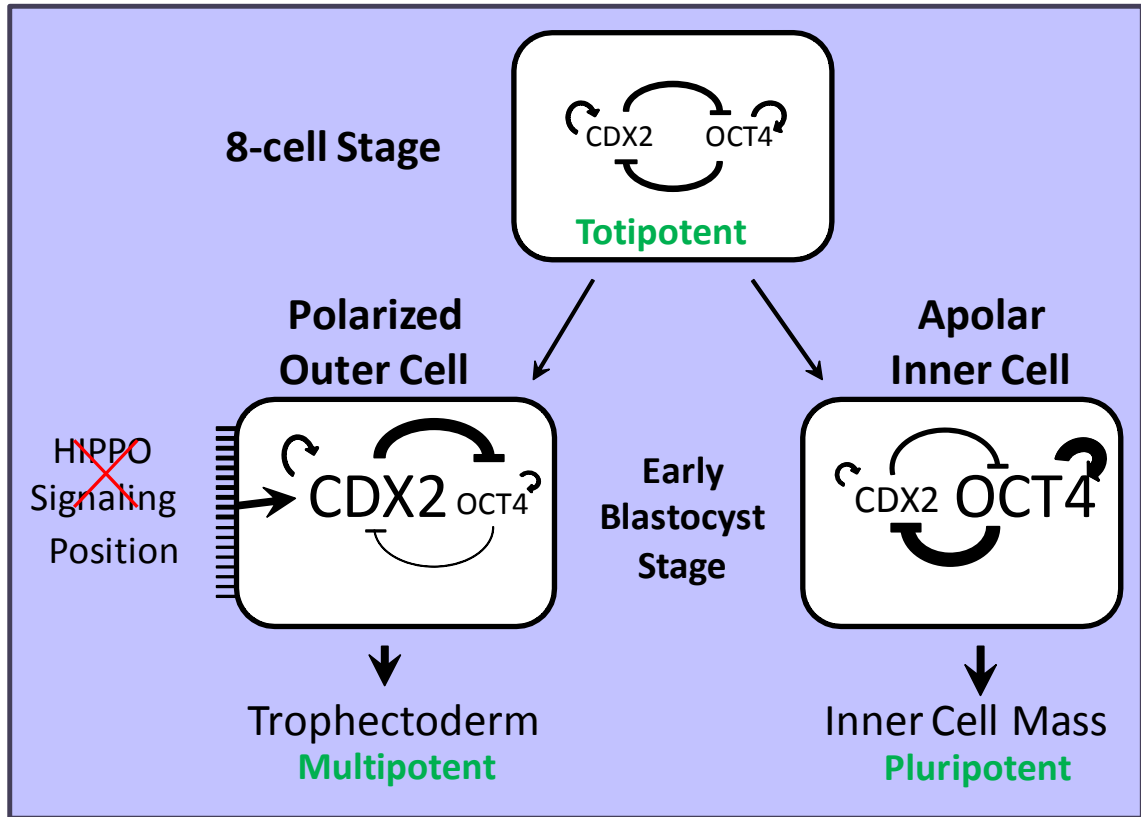 8-cell Stage
CDX2
OCT4
Totipotent
Polarized
Outer Cell
Apolar
Inner Cell
HIPPO
Signaling
Position
CDX2
OCT4
Early
Blastocyst
Stage
CDX2
OCT4
Trophectoderm
Multipotent
Inner Cell Mass
Pluripotent